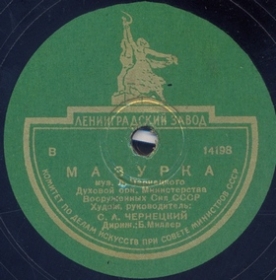 ЛЕНИНГРАДСКИЙ ЗАВОД
В 14198
МАЗУРКА
муз.
Духовой орк. Министерства
Вооруженных Сил СССР
Худож. руководитель:
С. А. ЧЕРНЕЦКИЙ
Дириж.: Б. Миллер
КОМИТЕТ ПО ДЕЛАМ ИСКУССТВ ПРИ СОВЕТЕ МИНИСТРОВ СССР